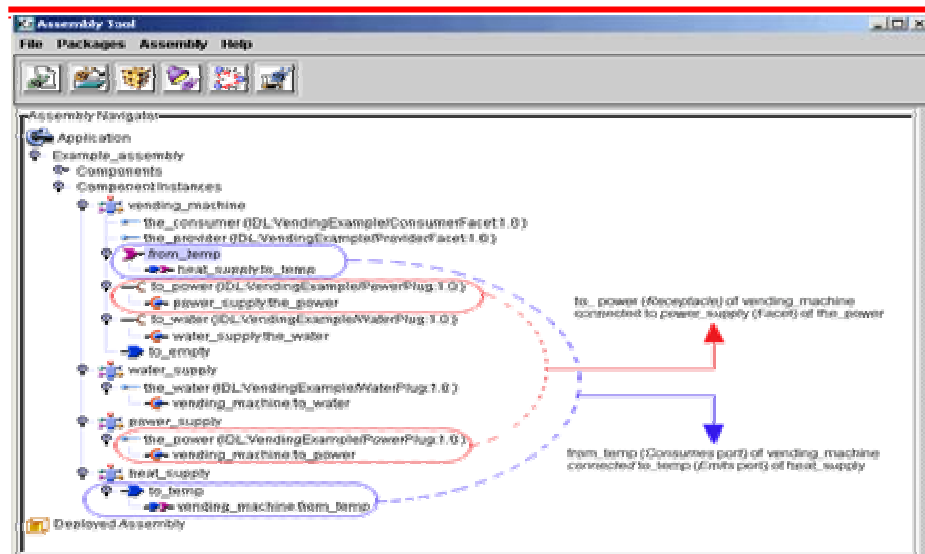 Assembly Tool
File Packages Assembly Help
Assembly Navigator
Application
Example_assembly
Components
Component Instances
vending_machine
the_consumer (IDL:VendingExample/ConsumerFacet:1.0)
the_provider (IDL:VendingExample/ProviderFacet:1.0)
from_temp
heat_supply:to_temp
to_power (IDL:VendingExample/PowerPlug:1.0)
power_supply:the_power
to_water (IDL:VendingExample/WaterPlug:1.0)
water_supply:the_water
to_empty
water_supply
the_water (IDL:VendingExample/WaterPlug:1.0)
vending_machine:to_water
power_supply
the_power (IDL:VendingExample/PowerPlug:1.0)
vending_machine:to_power
heat_supply
to_temp
vending_machine:from_temp
Deployed Assembly
to_ power (Receptacle) of vending_machine
connected to power_supply (Facet) of the_power
from_temp (Consumes port) of vending_machine
connected to_temp (Emits port) of heat_supply